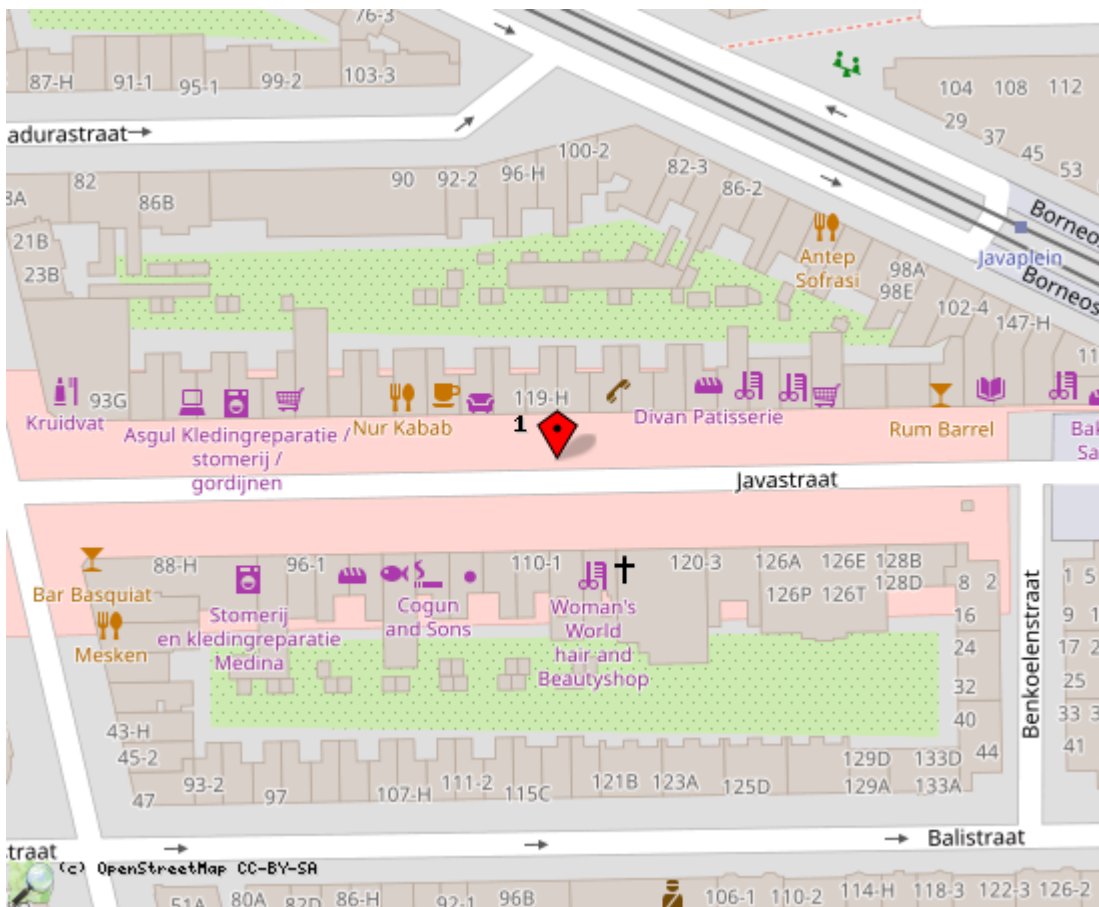 76-3
87-H
91-1
95-1
99-2
103-3
104
108
112
29
37
45
53
adurastraat
82
86B
90
92-2
96-H
100-2
82-3
86-2
21B
23B
Antep
Sofrasi
98A
98E
102-4
147-H
Borneos
Javaplein
Borneos
93G
Kruidvat
Asgul Kledingreparatie /
stomerij /
gordijnen
Nur Kabab
119-H
1
Divan Patisserie
Rum Barrel
Bak
Sa
Javastraat
88-H
96-1
110-1
120-3
126A
126E
128B
128D
126P
126T
8
2
16
24
32
40
44
1
5
9
1
17
2
25
33
3
41
Bar Basquiat
Mesken
Stomerij
en kledingreparatie
Medina
Cogun
and Sons
Woman's
World
hair and
Beautyshop
Benkoelenstraat
43-H
45-2
47
93-2
97
107-H
111-2
115C
121B
123A
125D
129D
129A
133D
133A
traat
Balistraat
(c) OpenStreetMap CC-BY-SA
51A
80A
82D
86-H
92-1
96B
106-1
110-2
114-H
118-3
122-3
126-2